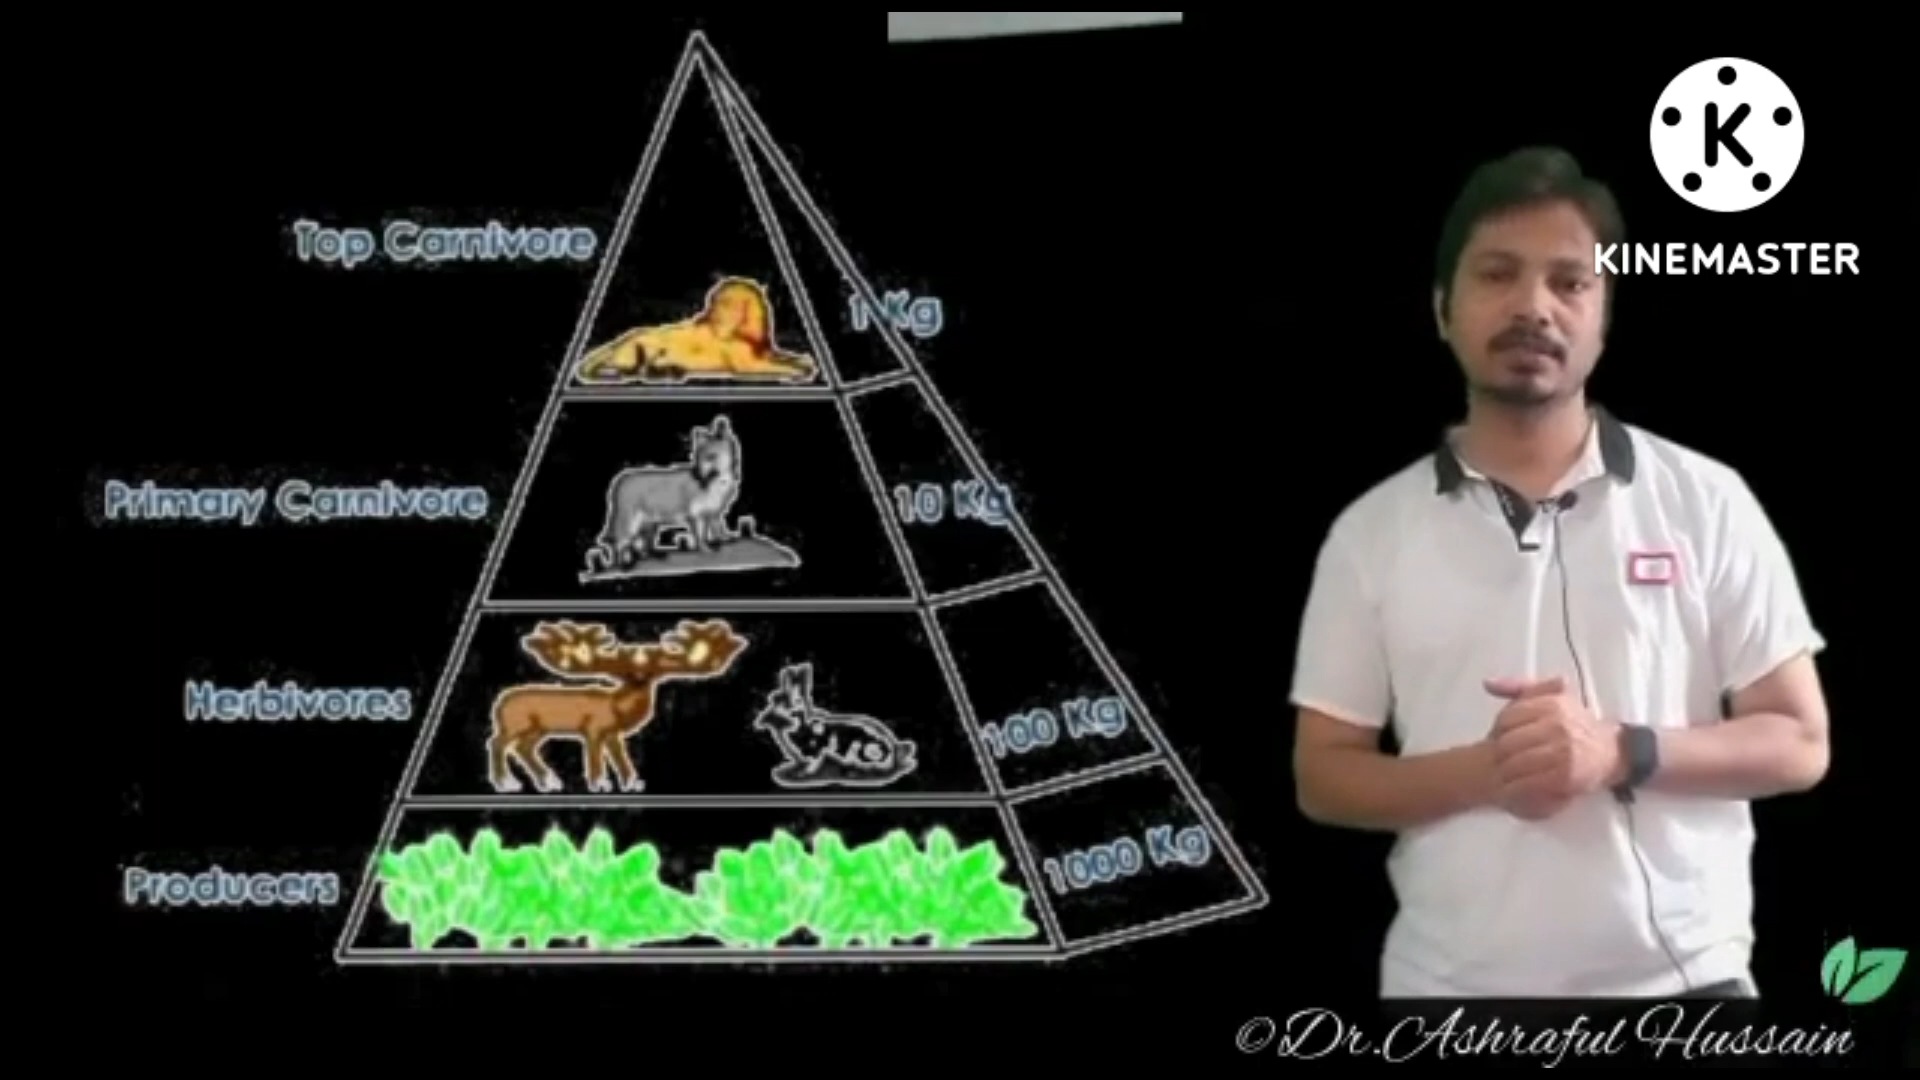 K
KINEMASTER
Top Carnivore
1 Kg
Primary Carnivore
10 Kg
Herbivores
100 Kg
Producers
1000 Kg
©Dr.Ashraful Hussain